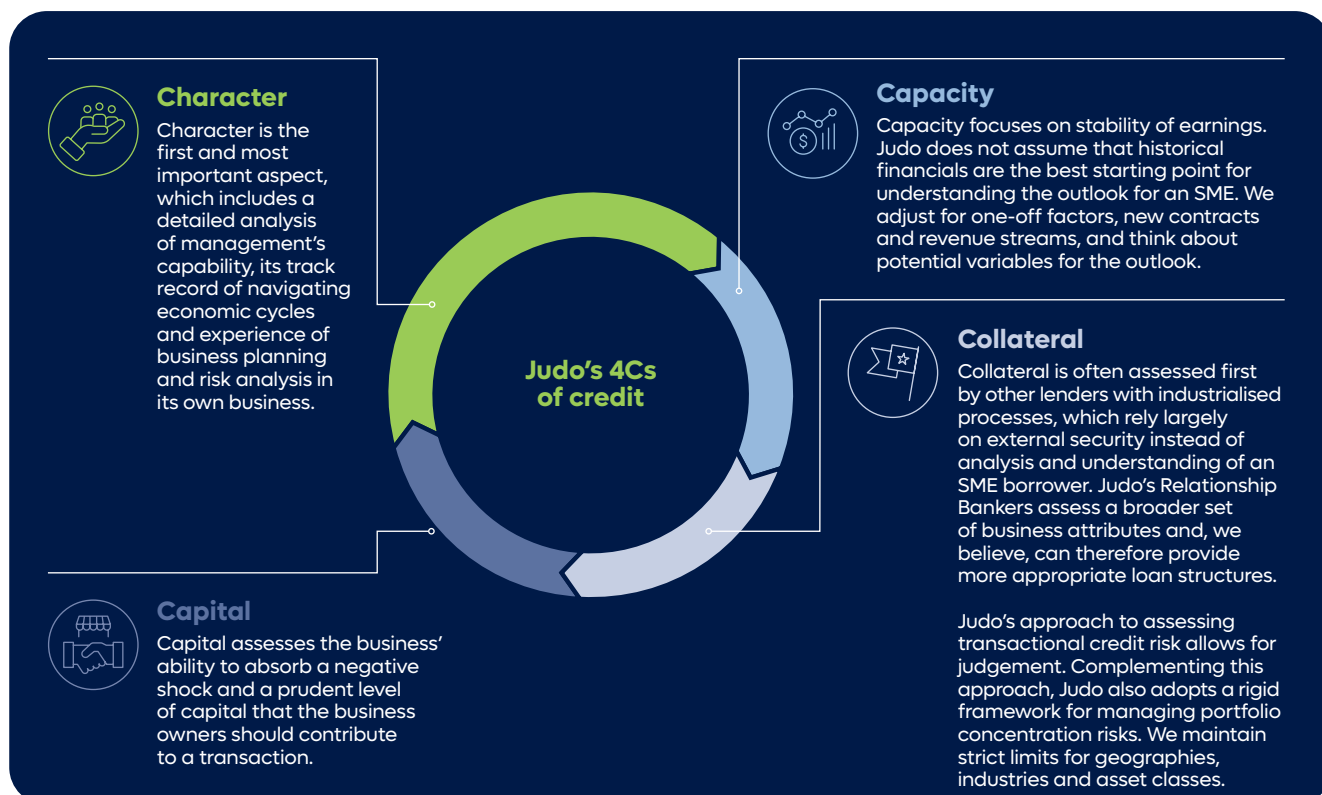 Character
Character is the
first and most
important aspect,
which includes a
detailed analysis
of management's
capability, its track
record of navigating
economic cycles
and experience of
business planning
and risk analysis in
its own business.
Capacity
Capacity focuses on stability of earnings.
Judo does not assume that historical
financials are the best starting point for
understanding the outlook for an SME. We
adjust for one-off factors, new contracts
and revenue streams, and think about
potential variables for the outlook.
Judo's 4Cs
of credit
Collateral
Collateral is often assessed first
by other lenders with industrialised
processes, which rely largely
on external security instead of
analysis and understanding of an
SME borrower. Judo's Relationship
Bankers assess a broader set
of business attributes and, we
believe, can therefore provide
more appropriate loan structures.
Judo's approach to assessing
transactional credit risk allows for
judgement. Complementing this
approach, Judo also adopts a rigid
framework for managing portfolio
concentration risks. We maintain
strict limits for geographies,
industries and asset classes.
Capital
Capital assesses the business'
ability to absorb a negative
shock and a prudent level
of capital that the business
owners should contribute
to a transaction.